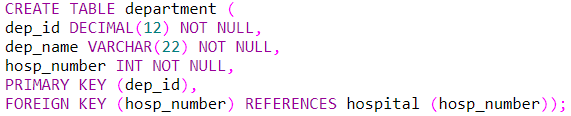 CREATE TABLE department (
dep_id DECIMAL(12) NOT NULL,
dep_name VARCHAR(22) NOT NULL,
hosp_number INT NOT NULL,
PRIMARY KEY (dep_id),
FOREIGN KEY (hosp_number) REFERENCES hospital (hosp_number));